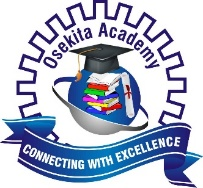 Osekita Academy
CONNECTING WITH EXCELLENCE